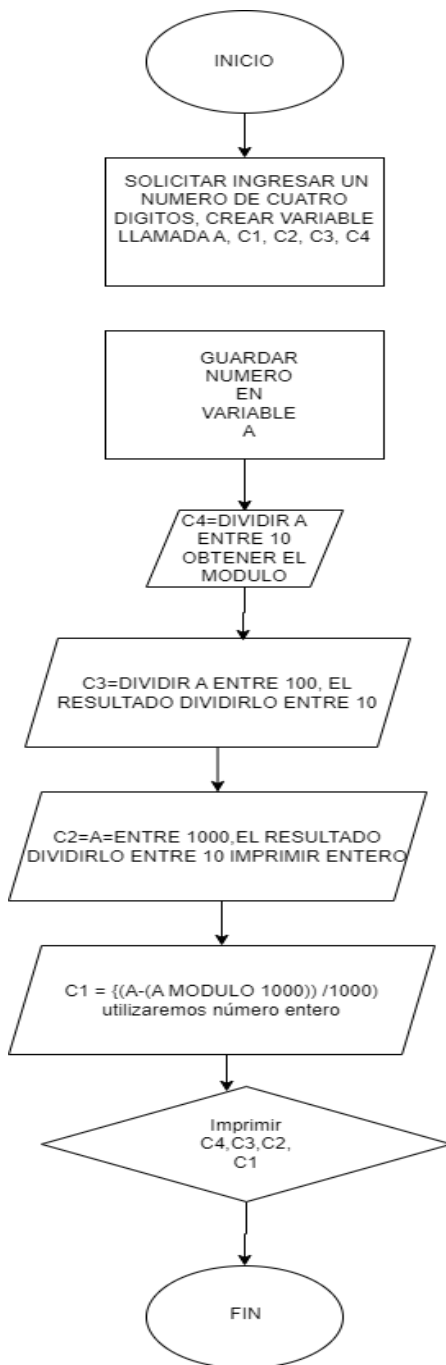 INICIO
SOLICITAR INGRESAR UN
NUMERO DE CUATRO
DIGITOS, CREAR VARIABLE
LLAMADA A, C1, C2, C3, C4
GUARDAR
NUMERO
EN
VARIABLE
A
C4=DIVIDIR A
ENTRE 10
OBTENER EL
MODULO
C3=DIVIDIR A ENTRE 100, EL
RESULTADO DIVIDIRLO ENTRE 10
C2=A=ENTRE 1000,EL RESULTADO
DIVIDIRLO ENTRE 10 IMPRIMIR ENTERO
C1 = {(A-(A MODULO 1000)) /1000)
utilizaremos número entero
Imprimir
C4,C3,C2,
C1
FIN